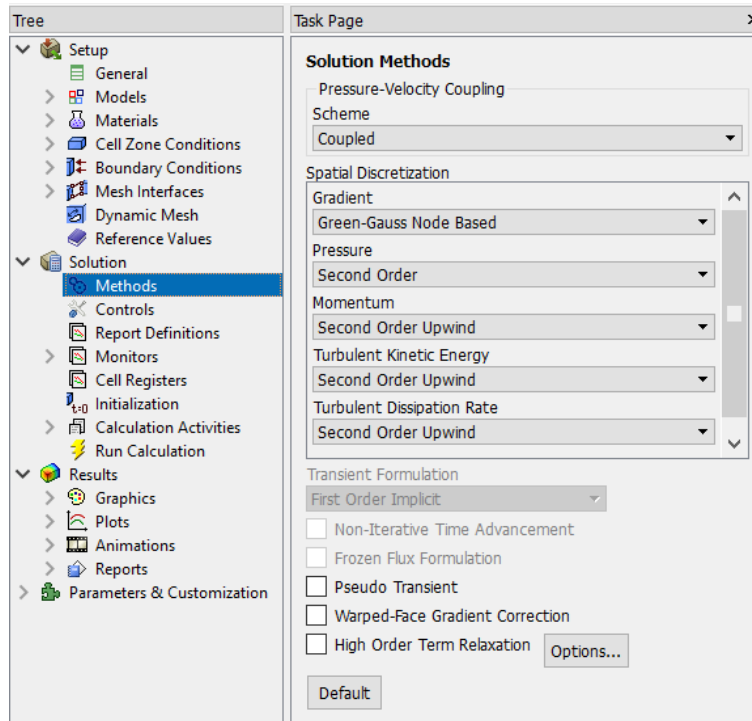 Tree
Setup
General
Models
Materials
Cell Zone Conditions
Boundary Conditions
Mesh Interfaces
Dynamic Mesh
Reference Values
Solution
Methods
Controls
Report Definitions
Monitors
Cell Registers
t=0 Initialization
Calculation Activities
Run Calculation
Results
Graphics
Plots
Animations
Reports
Parameters & Customization
Task Page
Solution Methods
Pressure-Velocity Coupling
Scheme
Coupled
Spatial Discretization
Gradient
Green-Gauss Node Based
Pressure
Second Order
Momentum
Second Order Upwind
Turbulent Kinetic Energy
Second Order Upwind
Turbulent Dissipation Rate
Second Order Upwind
Transient Formulation
First Order Implicit
Non-Iterative Time Advancement
Frozen Flux Formulation
Pseudo Transient
Warped-Face Gradient Correction
High Order Term Relaxation Options...
Default